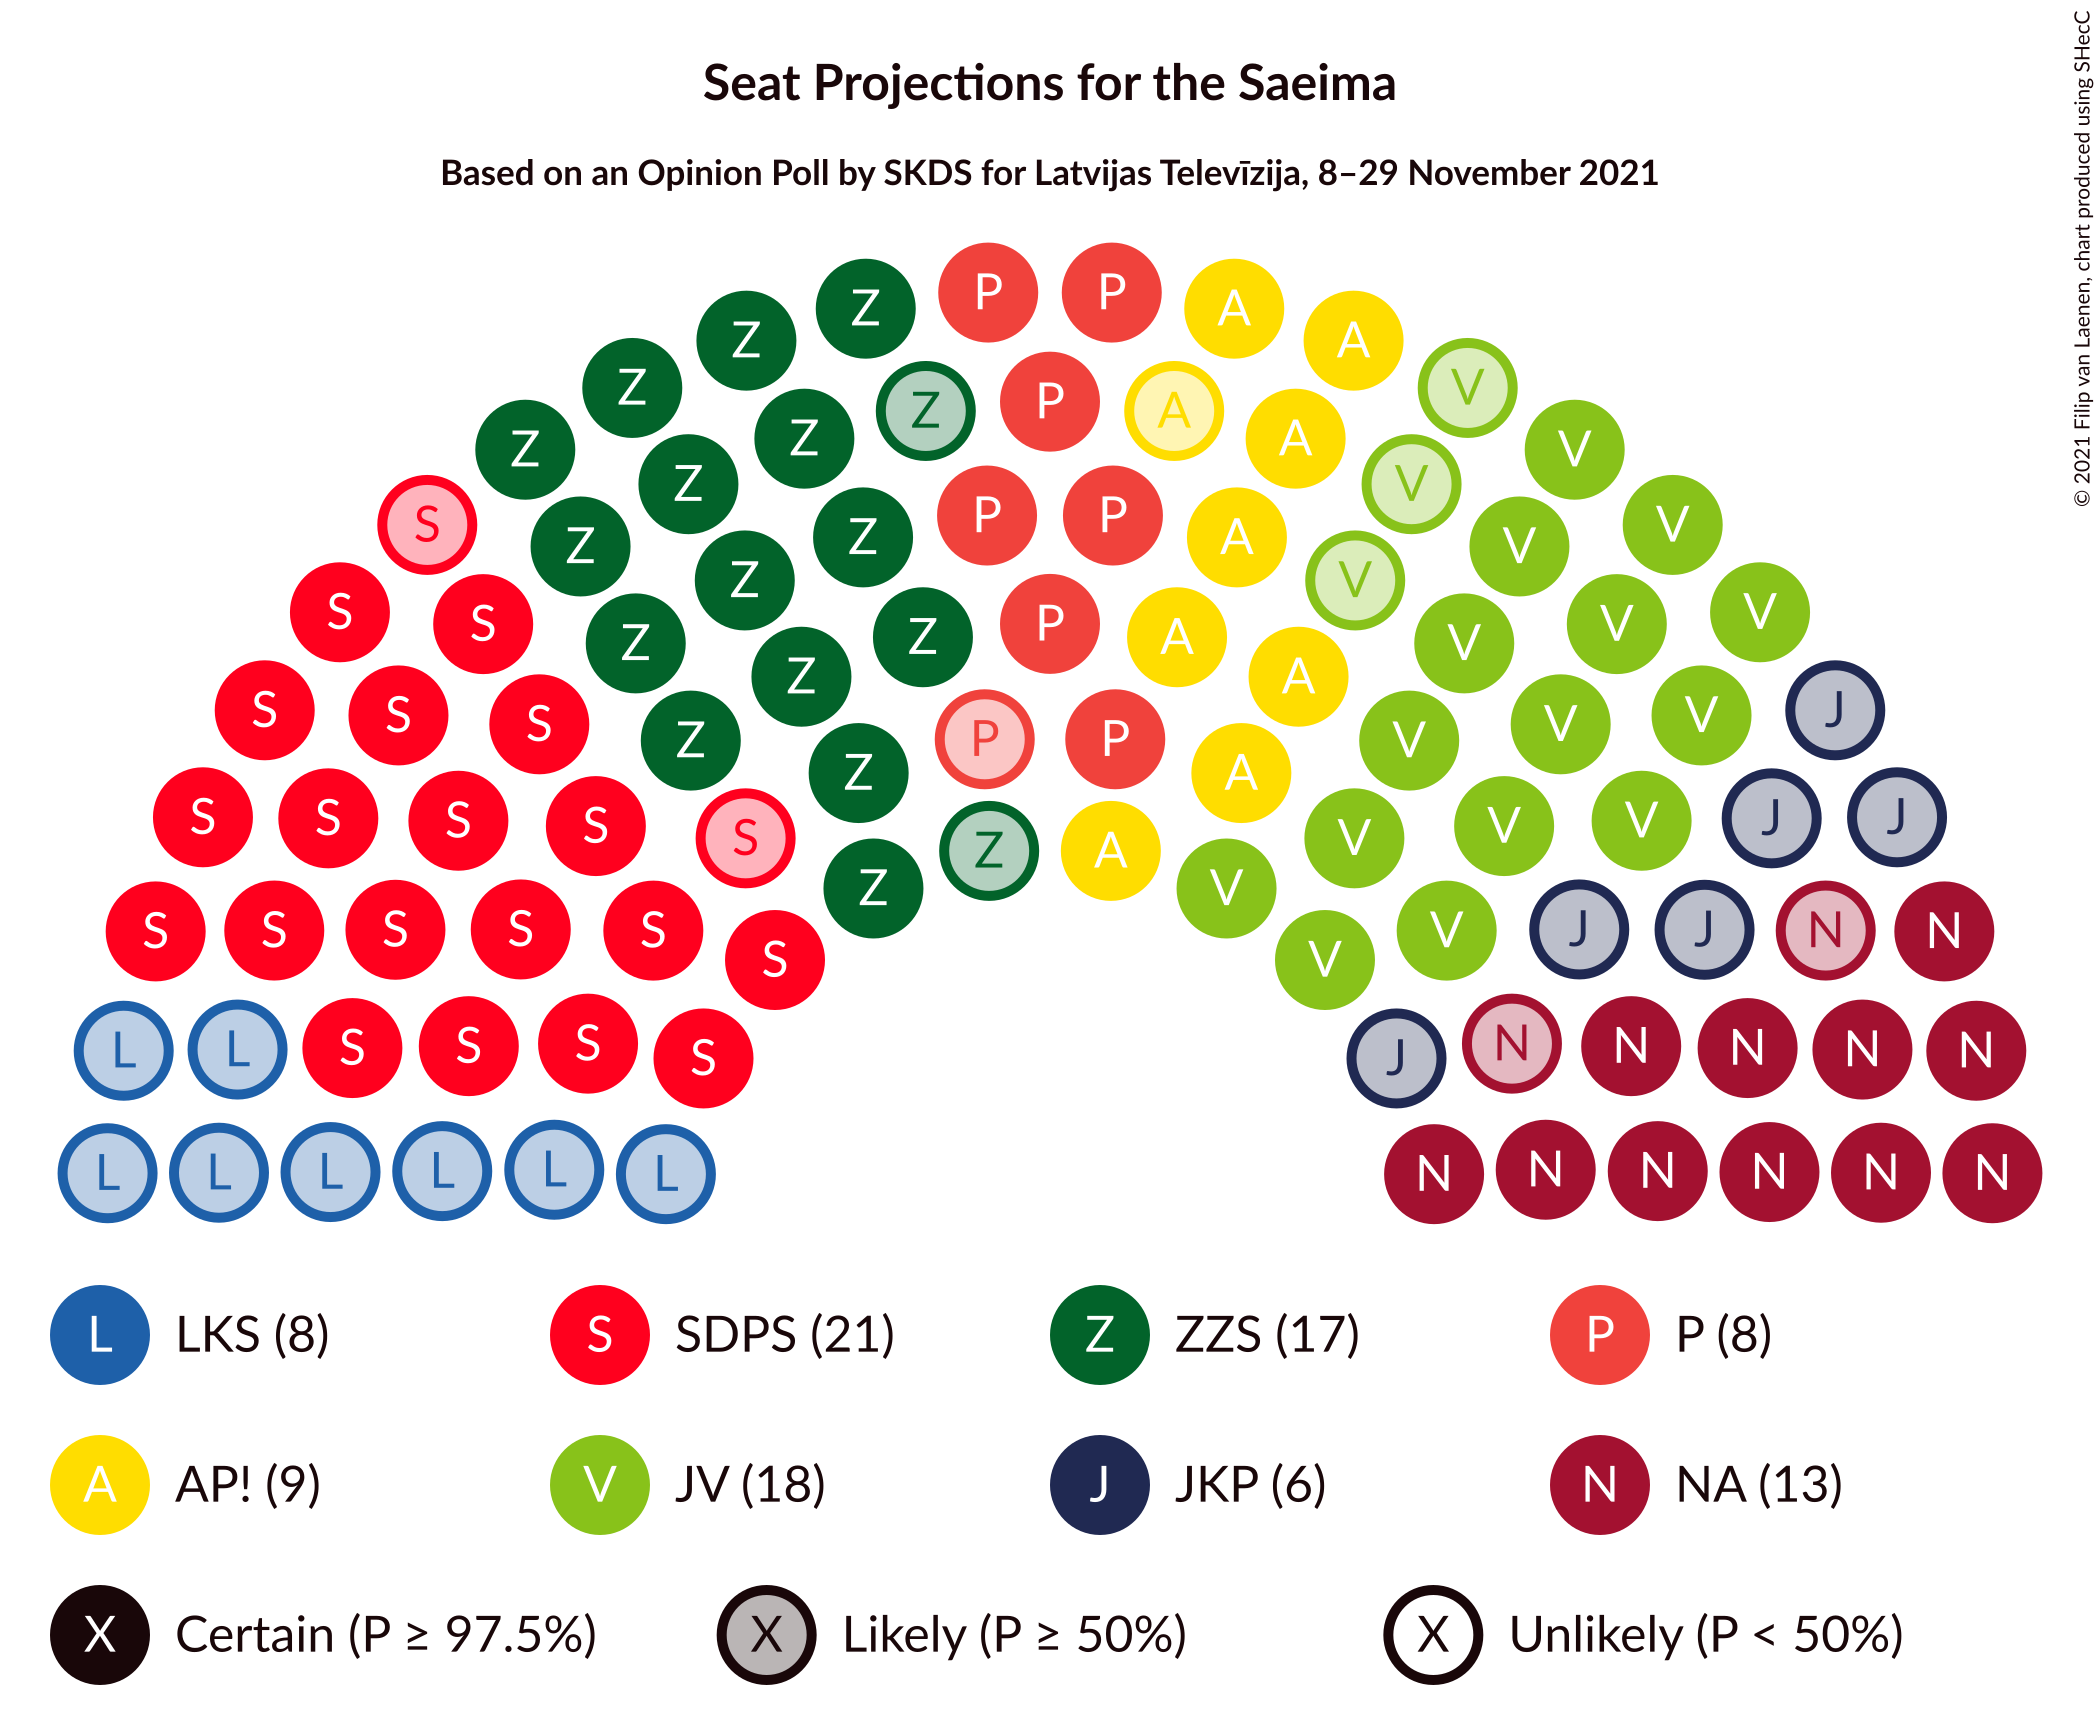 Seat Projections for the Saeima
Based on an Opinion Poll by SKDS for Latvijas Televīzija, 8–29 November 2021
© 2021 Filip van Laenen, chart produced using SHecC
P P
Z A
Z A
Z P V
Z A
Z A V
Z V
Z P P V
S Z A V
Z V
Z V
S P V
S Z A V
Z V
Z A
S N
S Z P P V V J
S S Z A V
S S S S S Z A V V V J J
Z V
S S S S S S V V J J N N
L L S S S S J N N N N N
L L L L L L N N N N N N
L LKS (8) S SDPS (21) Z ZZS (17) P P (8)
A AP! (9) V JV (18) J JKP (6) N NA (13)
X Certain (P ≥ 97.5%) X Likely (P ≥ 50%) X Unlikely (P < 50%)